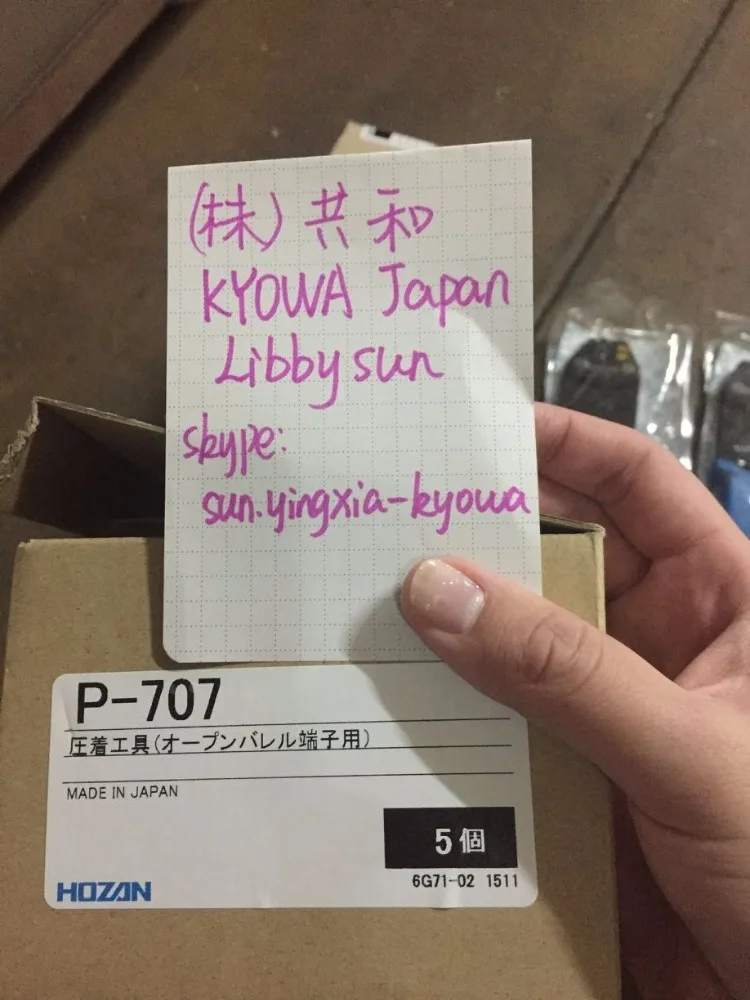 (株)共和
KYOWA Japan
Libby sun
skype:
sun.yingxia-kyowa
P-707
圧着工具(オープンバレル端子用)
MADE IN JAPAN
5個
HOZAN
6G71-02 1511